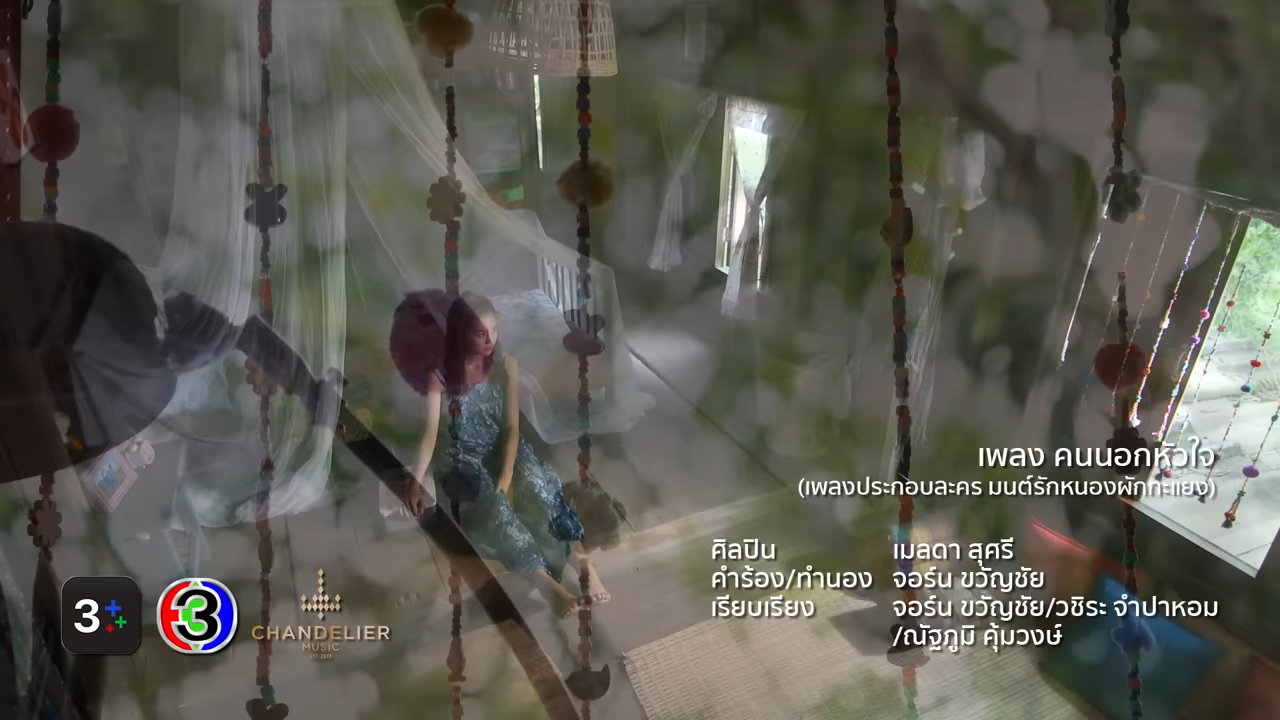 เพลง คนนอกหัวใจ
(เพลงประกอบละคร มนต์รักหนองผักกะแยง)
ศิลปิน เมลดา สุศรี
คำร้อง/ทำนอง จอร์น ขวัญชัย
เรียบเรียง จอร์น ขวัญชัย/วชิระ จำปาหอม
/ณัฐภูมิ คุ้มวงษ์
3
3
CHANDELIER
MUSIC